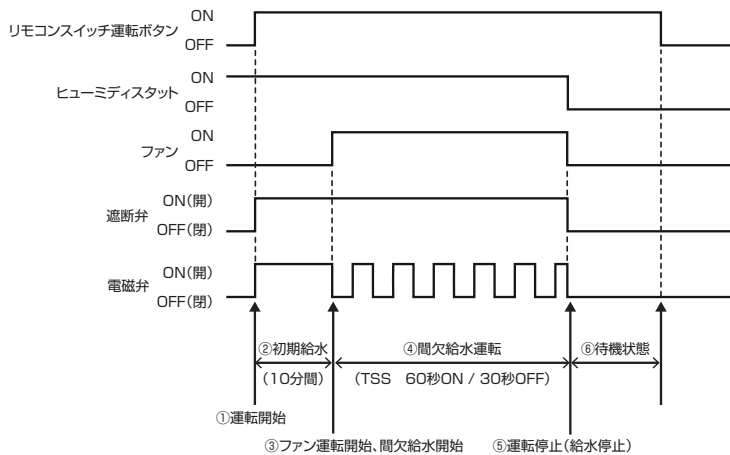 リモコンスイッチ運転ボタン
ON
OFF
ヒューミディスタット
ON
OFF
ファン
ON
OFF
遮断弁
ON(開)
OFF(閉)
電磁弁
ON(開)
OFF(閉)
②初期給水
(10分間)
④間欠給水運転
(TSS 60秒ON / 30秒OFF)
⑥待機状態
①運転開始
③ファン運転開始、間欠給水開始
⑤運転停止(給水停止)